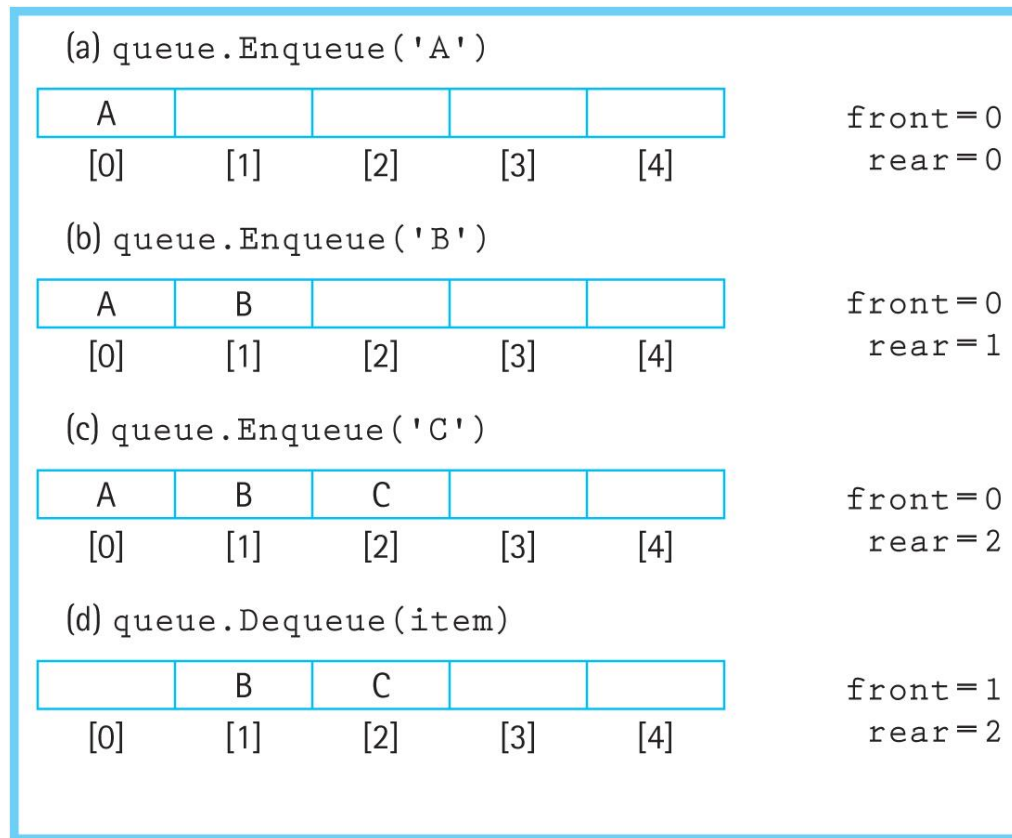 (a) queue.Enqueue('A')
A
front=0
[0] [1] [2] [3] [4]
rear=0
(b) queue.Enqueue('B')
A B
front=0
[0] [1] [2] [3] [4]
rear=1
(c) queue.Enqueue('C')
A B C
front=0
[0] [1] [2] [3] [4]
rear=2
(d) queue.Dequeue(item)
B C
front=1
[0] [1] [2] [3] [4]
rear=2